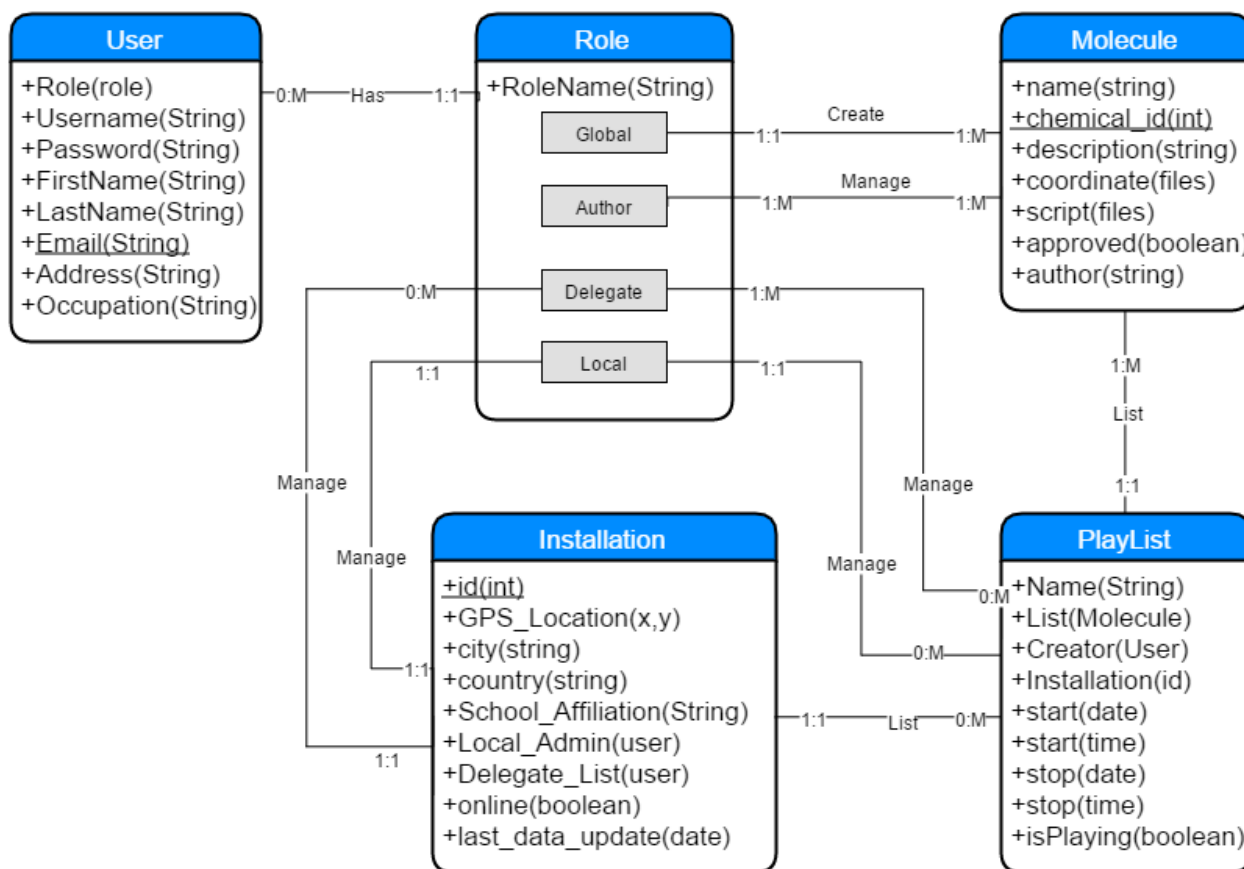 User
+Role(role)
+Username(String)
+Password(String)
+FirstName(String)
+LastName(String)
+Email(String)
+Address(String)
+Occupation(String)
0:M
Has
1:1
Role
+RoleName(String)
Global
Author
Delegate
Local
1:1
Create
1:M
1:M
Manage
1:M
Molecule
+name(string)
+chemical_id(int)
+description(string)
+coordinate(files)
+script(files)
+approved(boolean)
+author(string)
0:M
Manage
1:1
1:1
Manage
1:1
1:M
Manage
0:M
1:1
Manage
0:M
1:M
List
1:1
Installation
+id(int)
+GPS_Location(x,y)
+city(string)
+country(string)
+School_Affiliation(String)
+Local_Admin(user)
+Delegate_List(user)
+online(boolean)
+last_data_update(date)
1:1
List
0:M
PlayList
+Name(String)
+List(Molecule)
+Creator(User)
+Installation(id)
+start(date)
+start(time)
+stop(date)
+stop(time)
+isPlaying(boolean)